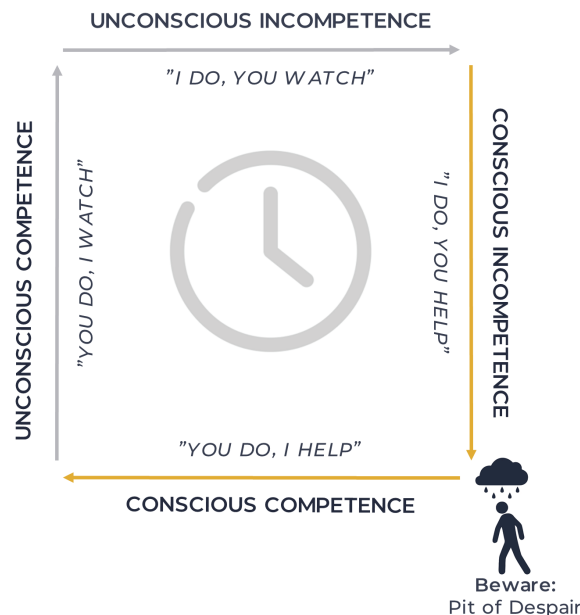 UNCONSCIOUS INCOMPETENCE
"I DO, YOU WATCH"
CONSCIOUS INCOMPETENCE
"I DO, YOU HELP"
"YOU DO, I HELP"
CONSCIOUS COMPETENCE
UNCONSCIOUS COMPETENCE
"YOU DO, I WATCH"
Beware:
Pit of Despair